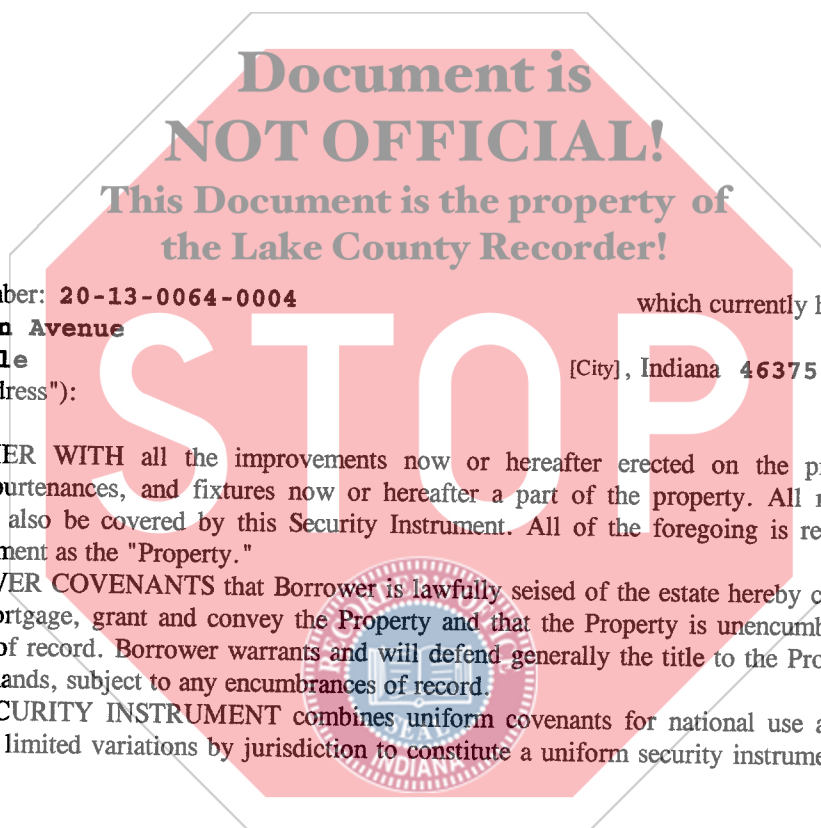 Document is
NOT OFFICIAL!
This Document is the property of
the Lake County Recorder!
ber: 20-13-0064-0004 which currently h
n Avenue
le [City], Indiana 46375
dress"):
STOP
ER WITH all the improvements now or hereafter erected on the pr
ourtenances, and fixtures now or hereafter a part of the property. All r
also be covered by this Security Instrument. All of the foregoing is re
ment as the "Property."
VER COVENANTS that Borrower is lawfully seised of the estate hereby c
ortgage, grant and convey the Property and that the Property is unencumb
of record. Borrower warrants and will defend generally the title to the Pro
ands, subject to any encumbrances of record.
CURITY INSTRUMENT combines uniform covenants for national use a
limited variations by jurisdiction to constitute a uniform security instrume
SEAL
INDIANA